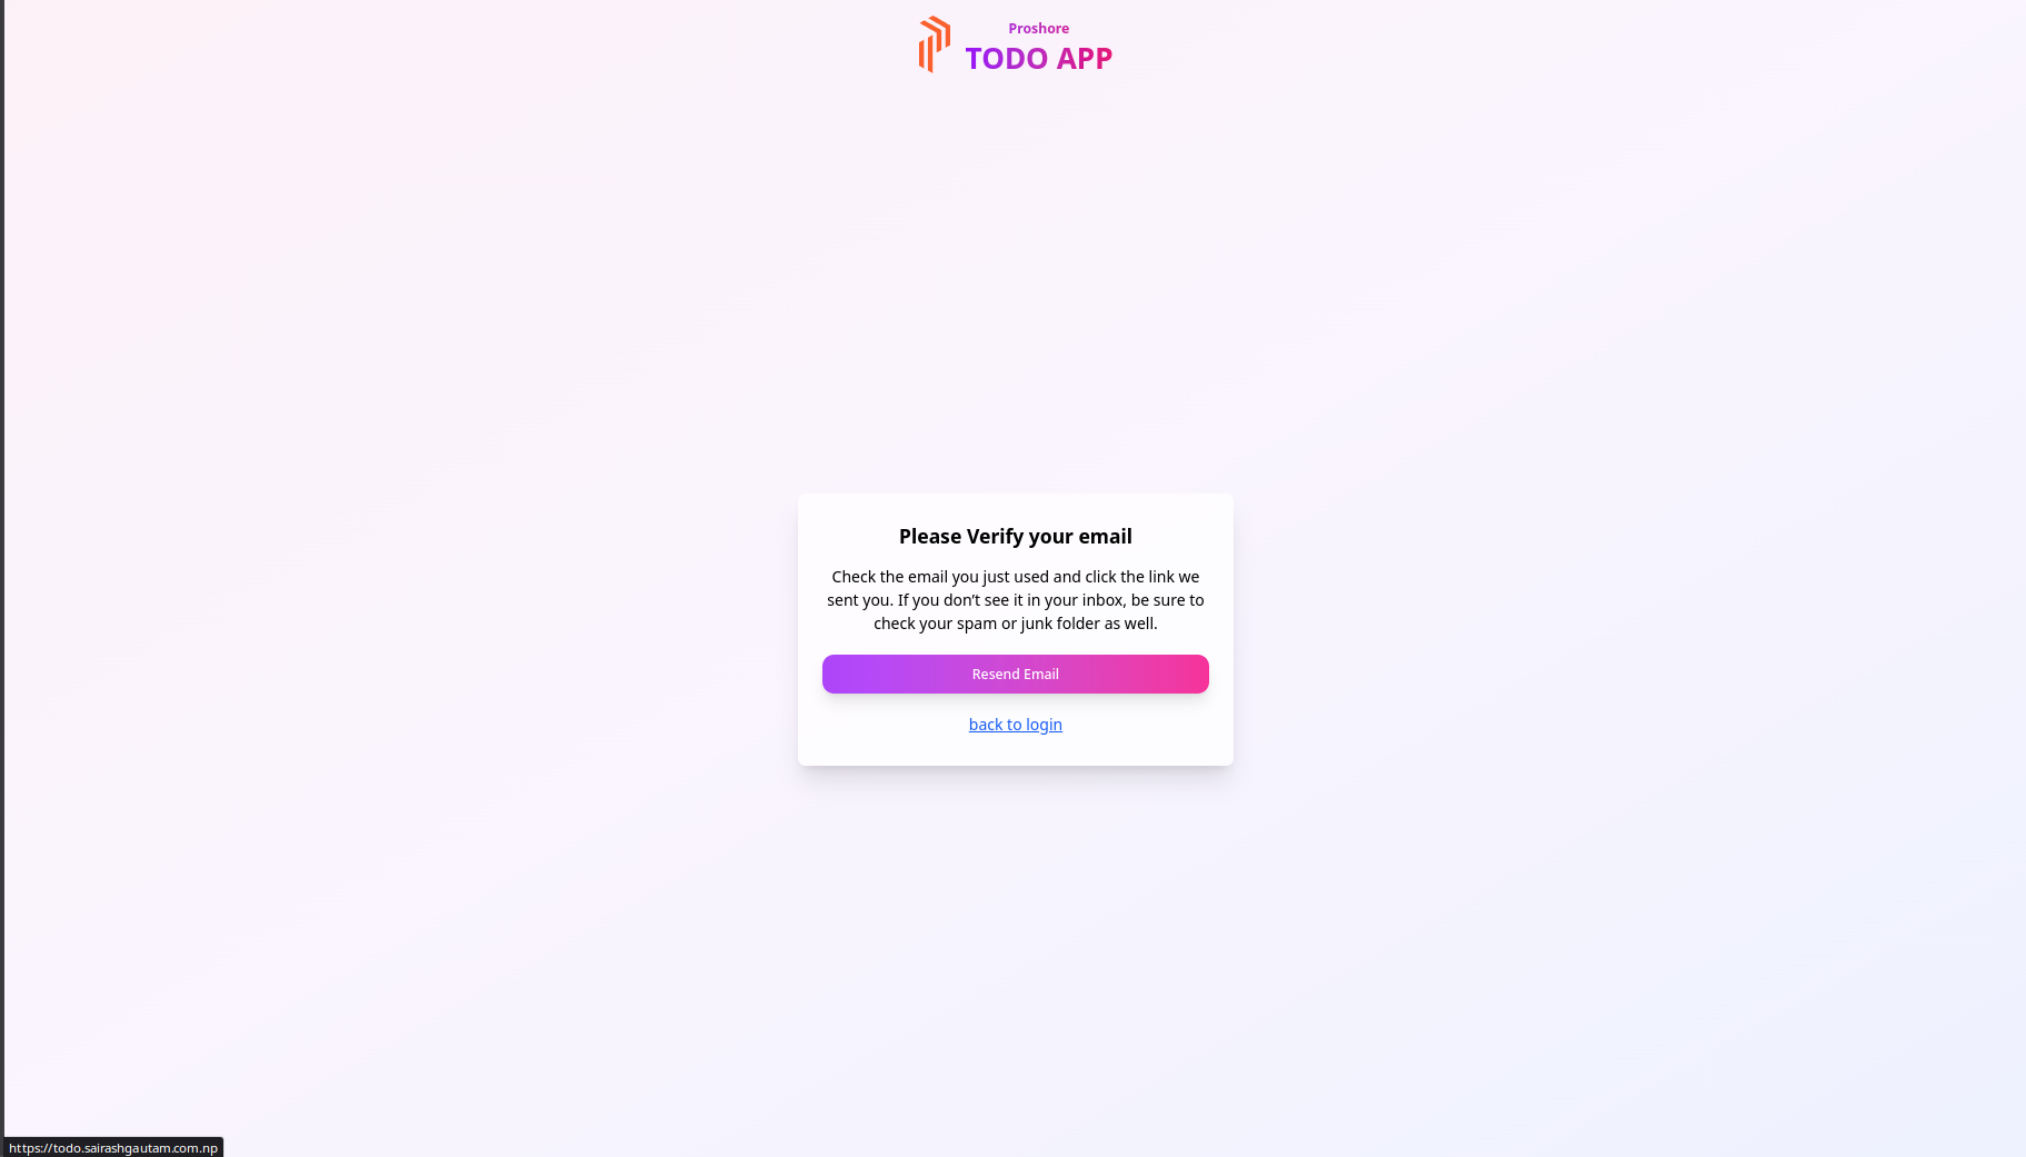 Proshore
TODO APP
Please Verify your email
Check the email you just used and click the link we
sent you. If you don’t see it in your inbox, be sure to
check your spam or junk folder as well.
Resend Email
back to login
https://todo.sairashgautam.com.np